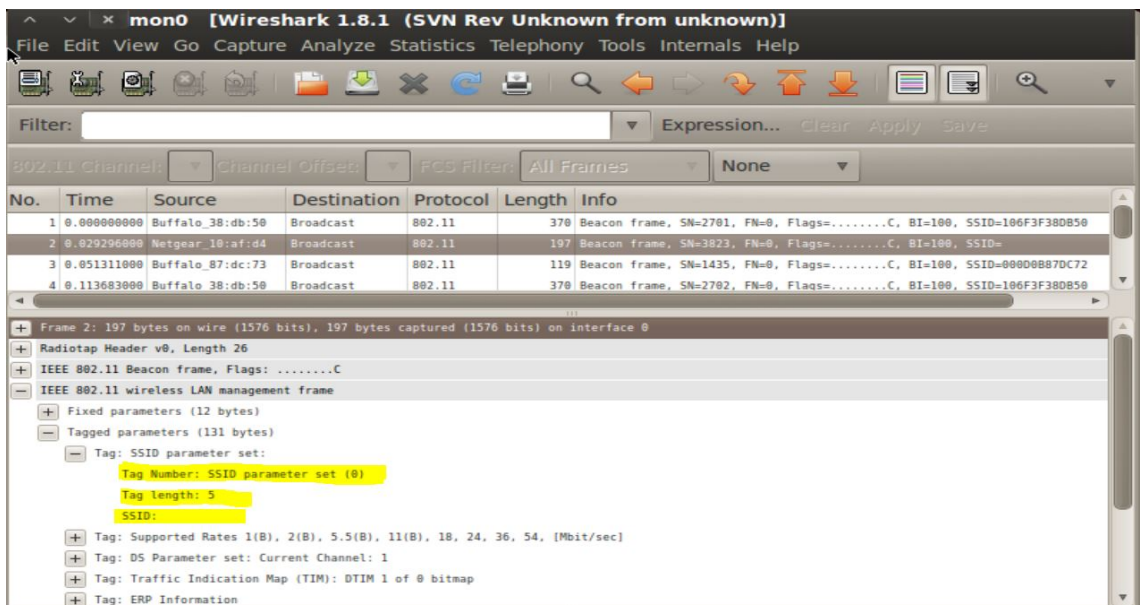 mon0 [Wireshark 1.8.1 (SVN Rev Unknown from unknown)]
File Edit View Go Capture Analyze Statistics Telephony Tools Internals Help
Filter: Expression... Clear Apply Save
802.11 Channel: Channel Offset: FCS Filter: All Frames None
No. Time Source Destination Protocol Length Info
1 0.000000000 Buffalo_38:db:50 Broadcast 802.11 370 Beacon frame, SN=2701, FN=0, Flags=........C, BI=100, SSID=106F3F38DB50
2 0.029296000 Netgear_10:af:d4 Broadcast 802.11 197 Beacon frame, SN=3823, FN=0, Flags=........C, BI=100, SSID=
3 0.051311000 Buffalo_87:dc:73 Broadcast 802.11 119 Beacon frame, SN=1435, FN=0, Flags=........C, BI=100, SSID=000D0B87DC72
4 0.113683000 Buffalo_38:db:50 Broadcast 802.11 370 Beacon frame, SN=2702, FN=0, Flags=........C, BI=100, SSID=106F3F38DB50
Frame 2: 197 bytes on wire (1576 bits), 197 bytes captured (1576 bits) on interface 0
Radiotap Header v0, Length 26
IEEE 802.11 Beacon frame, Flags: ........C
IEEE 802.11 wireless LAN management frame
Fixed parameters (12 bytes)
Tagged parameters (131 bytes)
Tag: SSID parameter set:
Tag Number: SSID parameter set (0)
Tag length: 5
SSID:
Tag: Supported Rates 1(B), 2(B), 5.5(B), 11(B), 18, 24, 36, 54, [Mbit/sec]
Tag: DS Parameter set: Current Channel: 1
Tag: Traffic Indication Map (TIM): DTIM 1 of 0 bitmap
Tag: ERP Information